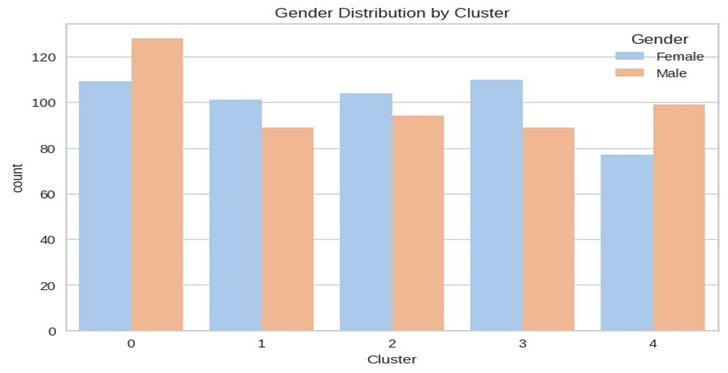 Gender Distribution by Cluster
Gender
Female
Male
120
100
80
60
40
20
0
count
0 1 2 3 4
Cluster